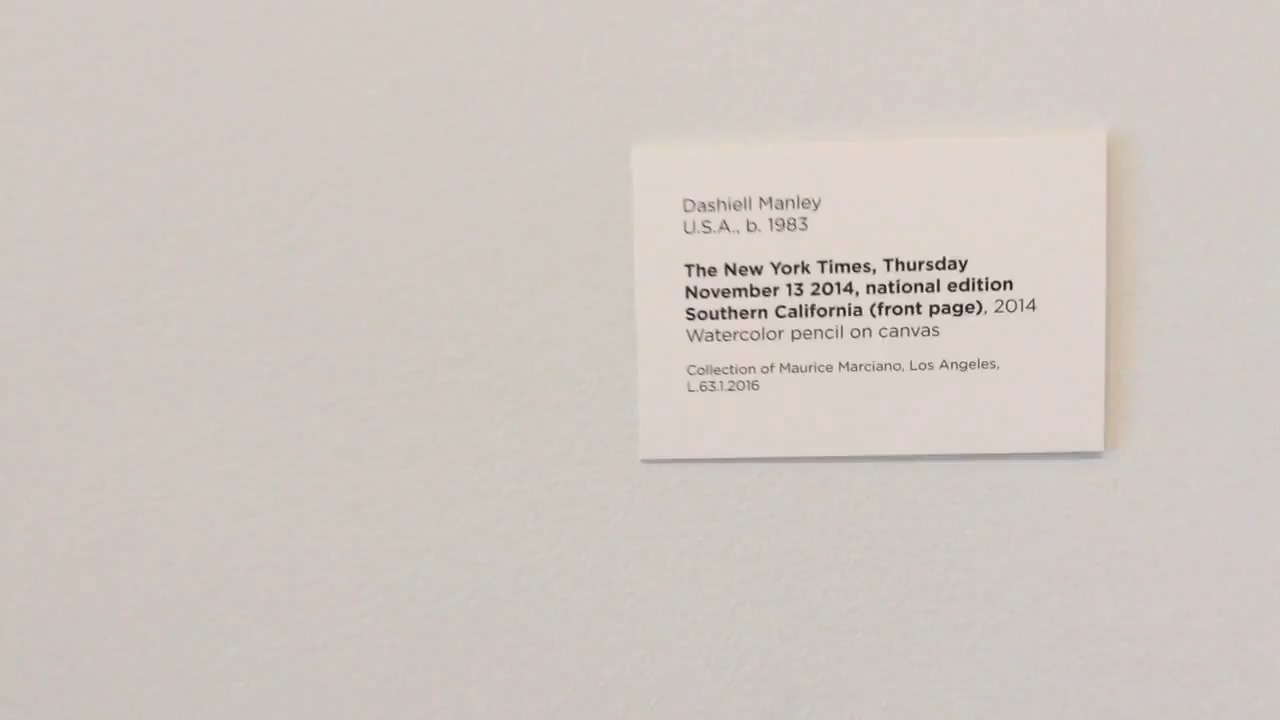 Dashiell Manley
U.S.A., b. 1983
The New York Times, Thursday
November 13 2014, national edition
Southern California (front page), 2014
Watercolor pencil on canvas
Collection of Maurice Marciano, Los Angeles,
L.63.1.2016